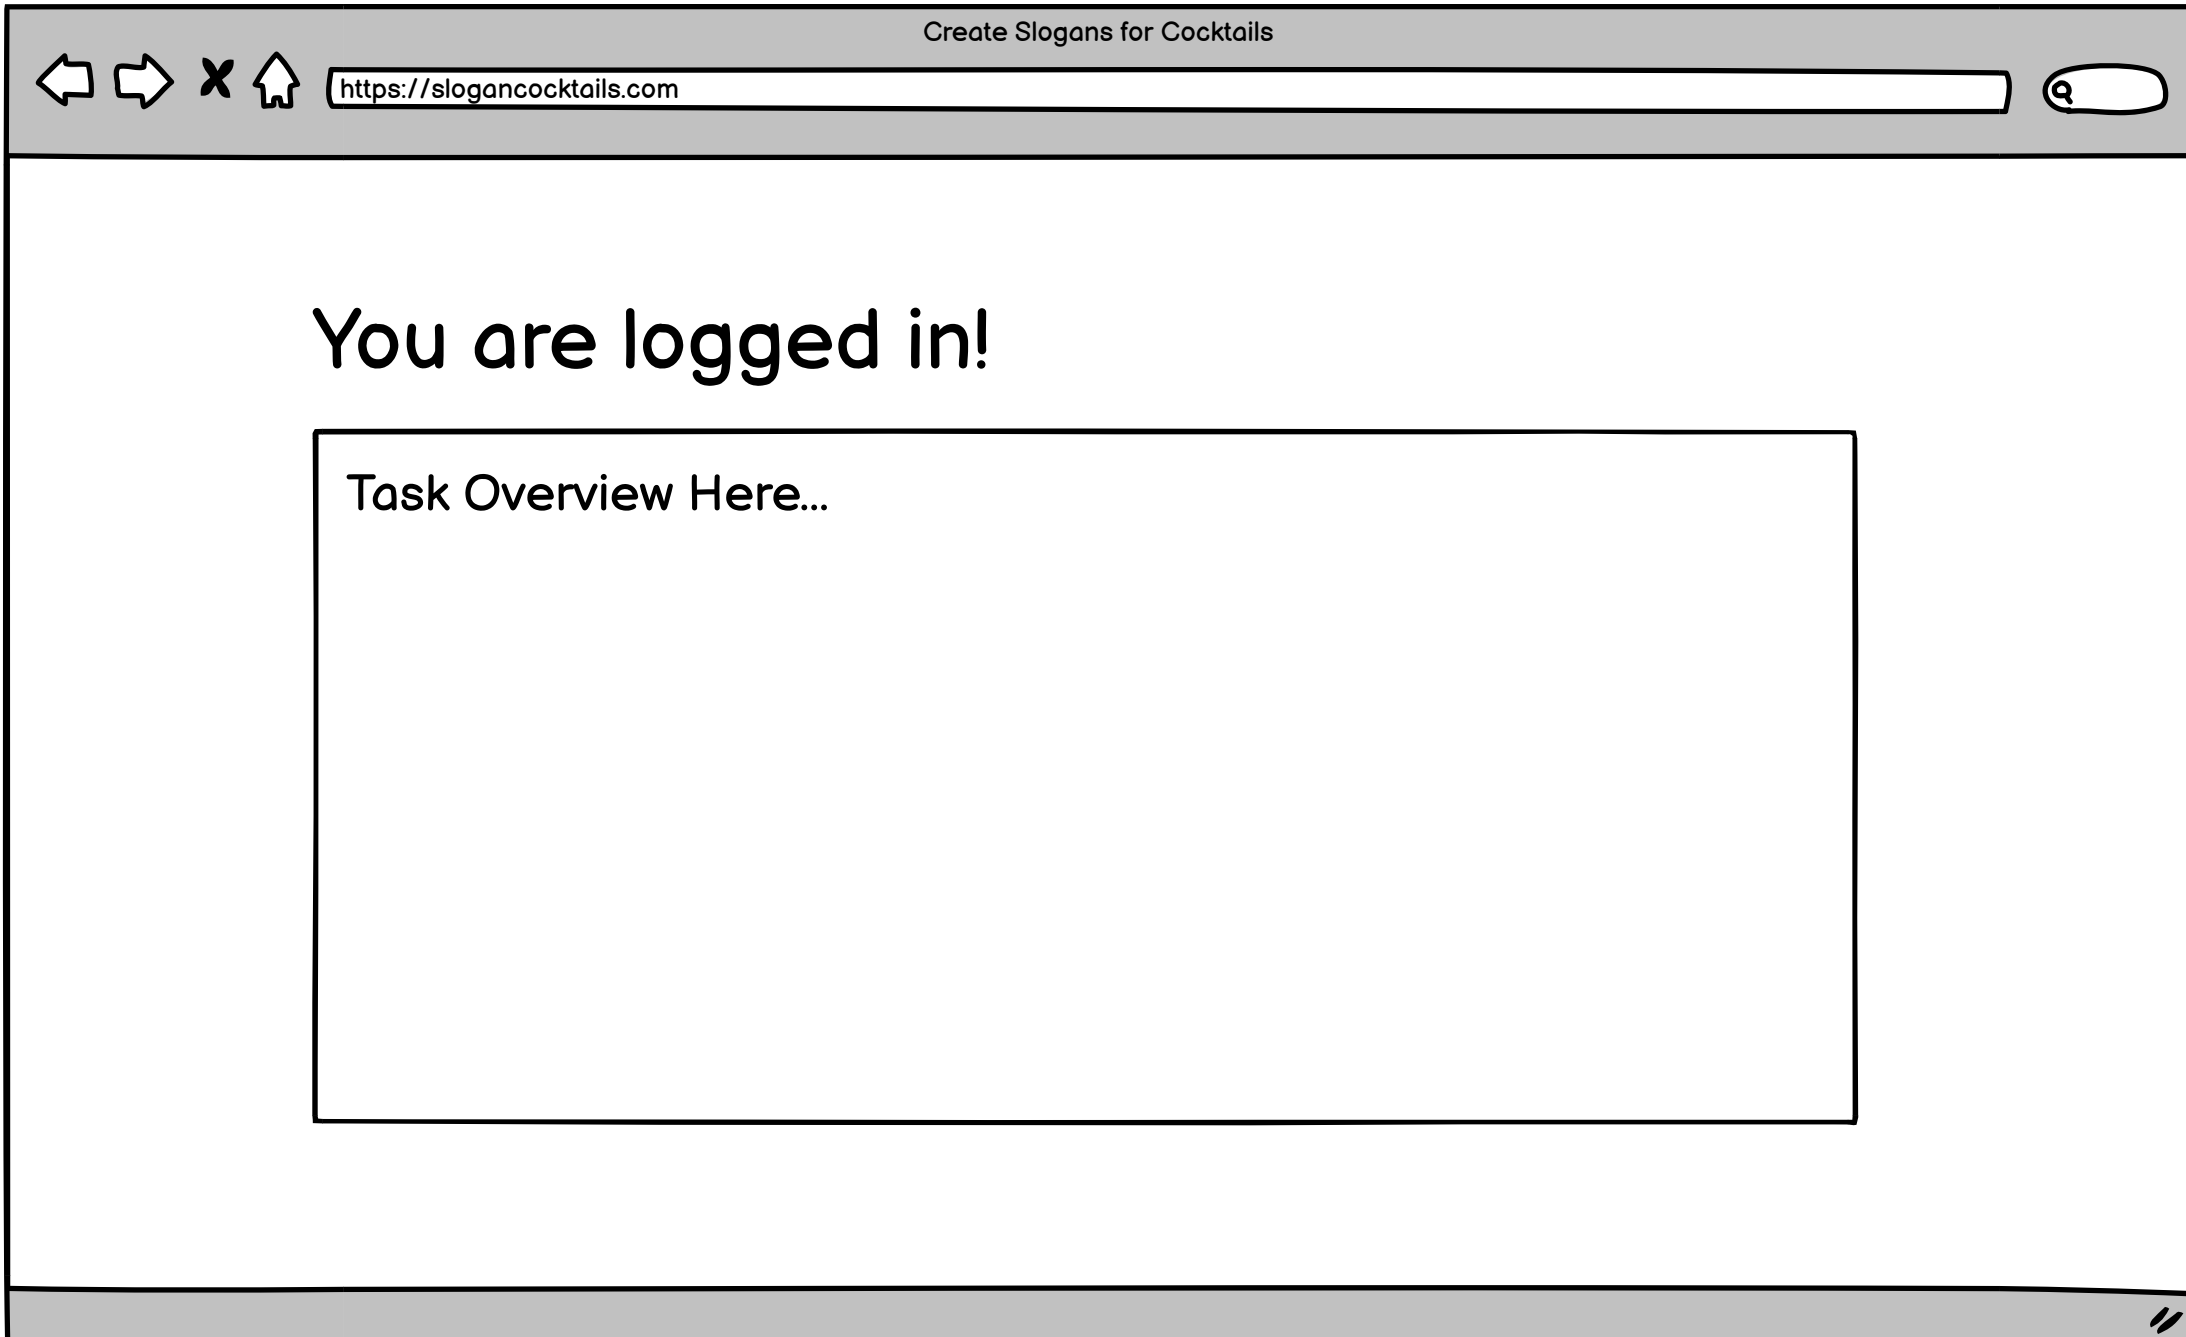 Create Slogans for Cocktails
https://slogancocktails.com
You are logged in!
Task Overview Here...